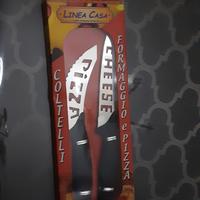 LINEA CASA
COLTELLI
PIZZA
CHEESE
FORMAGGIO e PIZZA